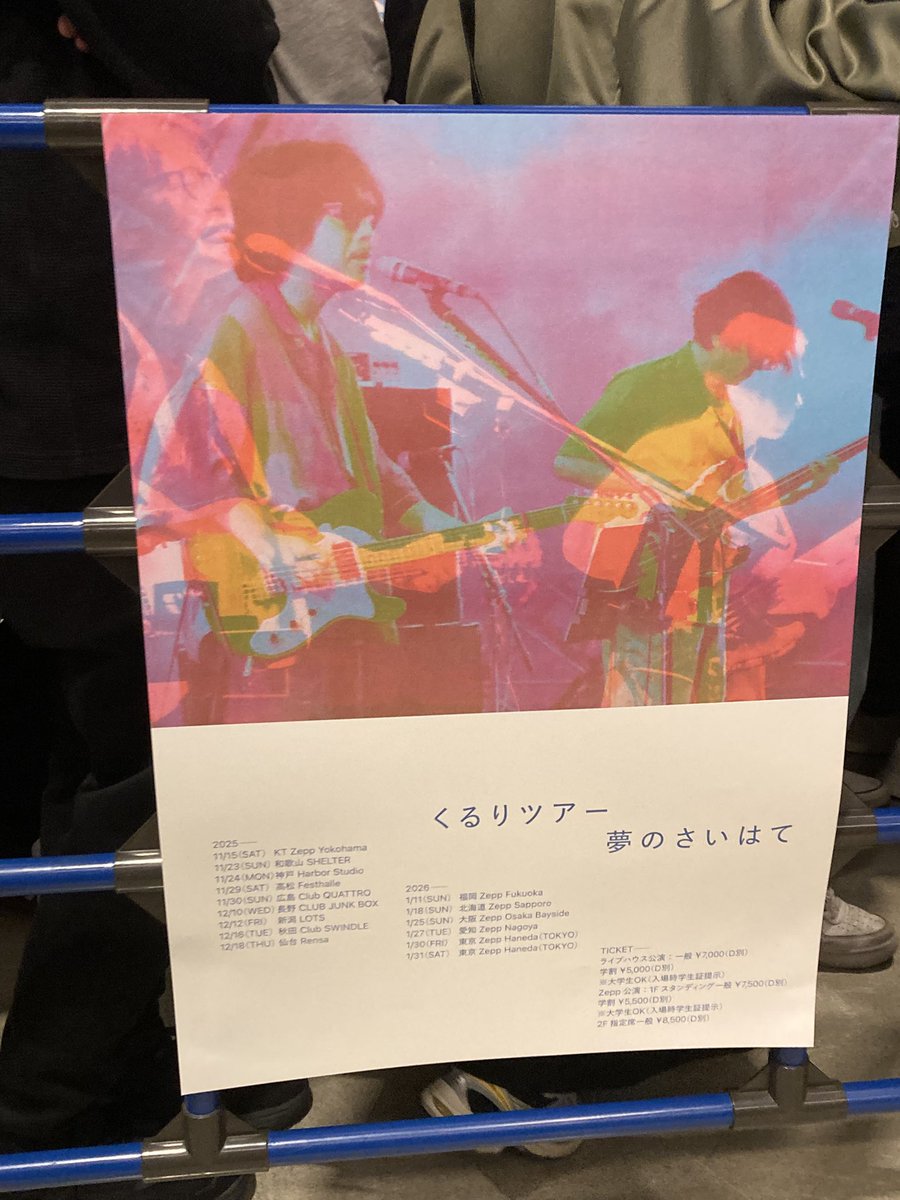 くるりツアー
夢のさいはて
2025——
11/15(SAT) KT Zepp Yokohama
11/23(SUN) 和歌山 SHELTER
11/24(MON) 神戸 Harbor Studio
11/29(SAT) 高松 Festhalle
11/30(SUN) 広島 Club QUATTRO
12/10(WED) 長野 CLUB JUNK BOX
12/12(FRI) 新潟 LOTS
12/16(TUE) 秋田 Club SWINDLE
12/18(THU) 仙台 Rensa
2026——
1/11(SUN) 福岡 Zepp Fukuoka
1/18(SUN) 北海道 Zepp Sapporo
1/25(SUN) 大阪 Zepp Osaka Bayside
1/27(TUE) 愛知 Zepp Nagoya
1/30(FRI) 東京 Zepp Haneda(TOKYO)
1/31(SAT) 東京 Zepp Haneda(TOKYO)
TICKET——
ライブハウス公演：一般 ¥7,000(D別)
学割 ¥5,000(D別)
※大学生OK(入場時学生証提示)
Zepp 公演：1F スタンディング一般 ¥7,500(D別)
学割 ¥5,500(D別)
※大学生OK(入場時学生証提示)
2F 指定席一般 ¥8,500(D別)